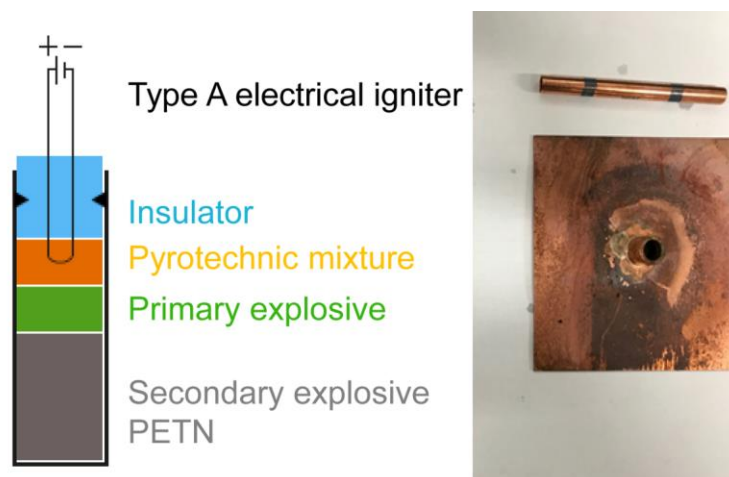 + −
Type A electrical igniter
Insulator
Pyrotechnic mixture
Primary explosive
Secondary explosive
PETN